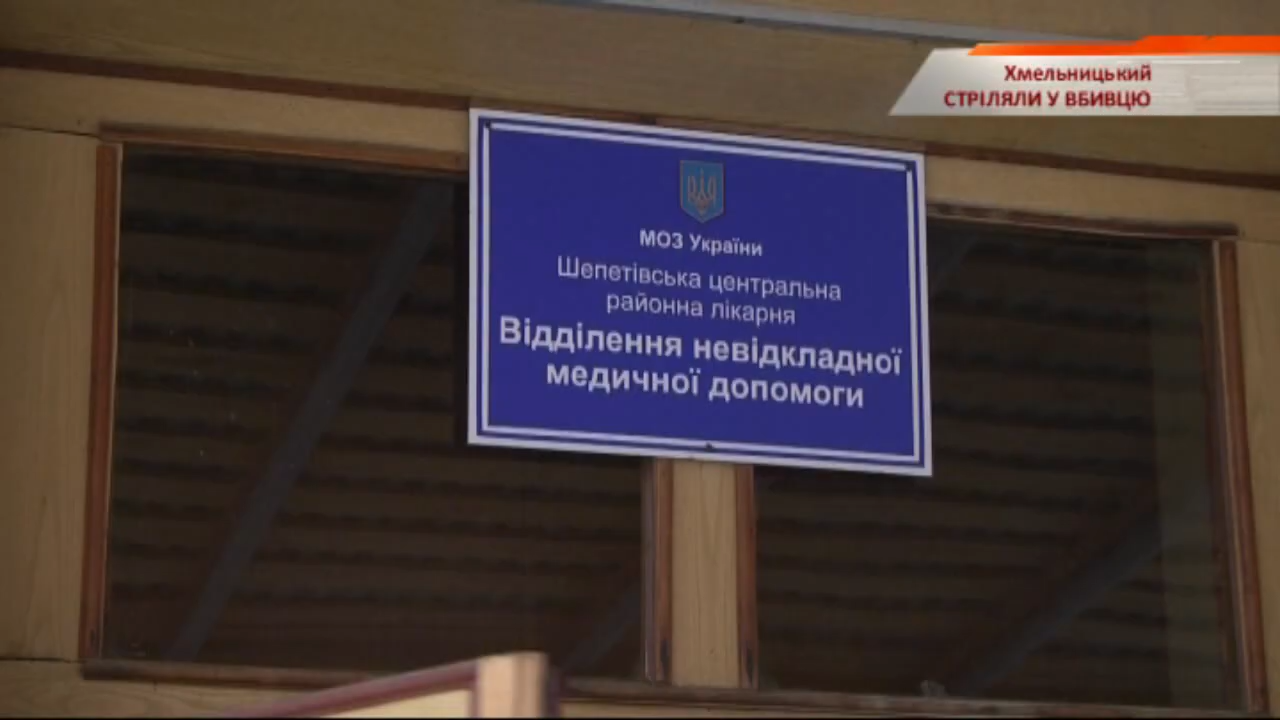 Хмельницький
СТРІЛЯЛИ У ВБИВЦЮ
МОЗ України
Шепетівська центральна
районна лікарня
Відділення невідкладної
медичної допомоги